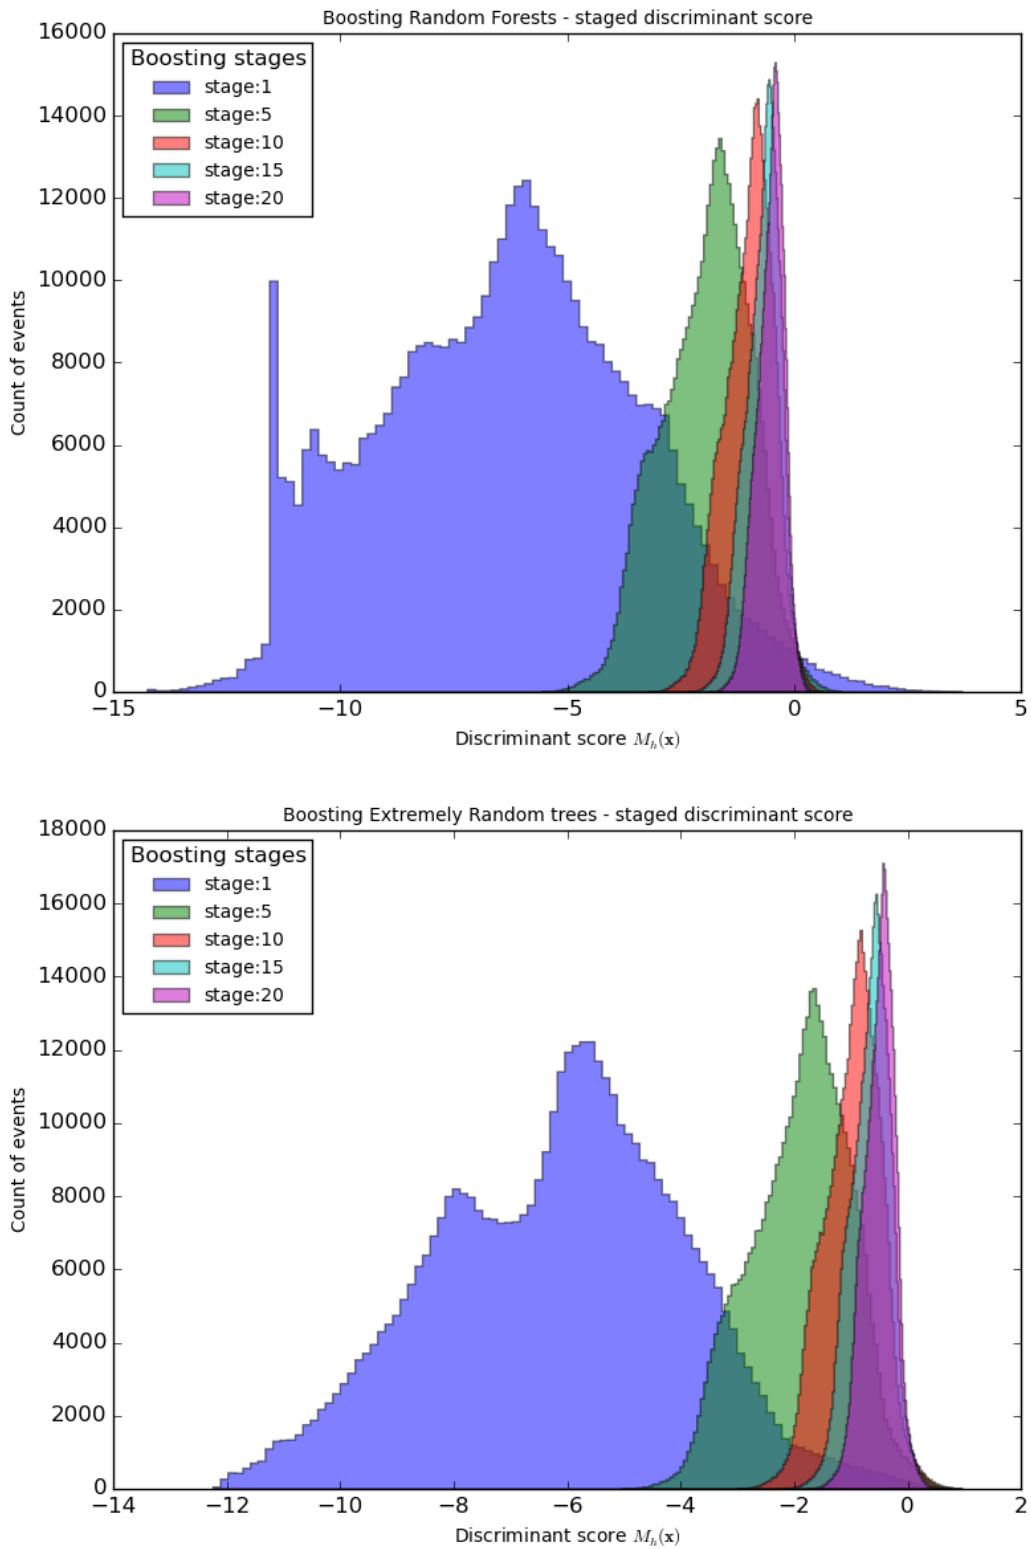 Boosting Random Forests - staged discriminant score
16000
14000
12000
10000
8000
6000
4000
2000
0
Count of events
Boosting stages
stage:1
stage:5
stage:10
stage:15
stage:20
−15
−10
−5
0
5
Discriminant score M_h(x)
Boosting Extremely Random trees - staged discriminant score
18000
16000
14000
12000
10000
8000
6000
4000
2000
0
Count of events
Boosting stages
stage:1
stage:5
stage:10
stage:15
stage:20
−14
−12
−10
−8
−6
−4
−2
0
2
Discriminant score M_h(x)